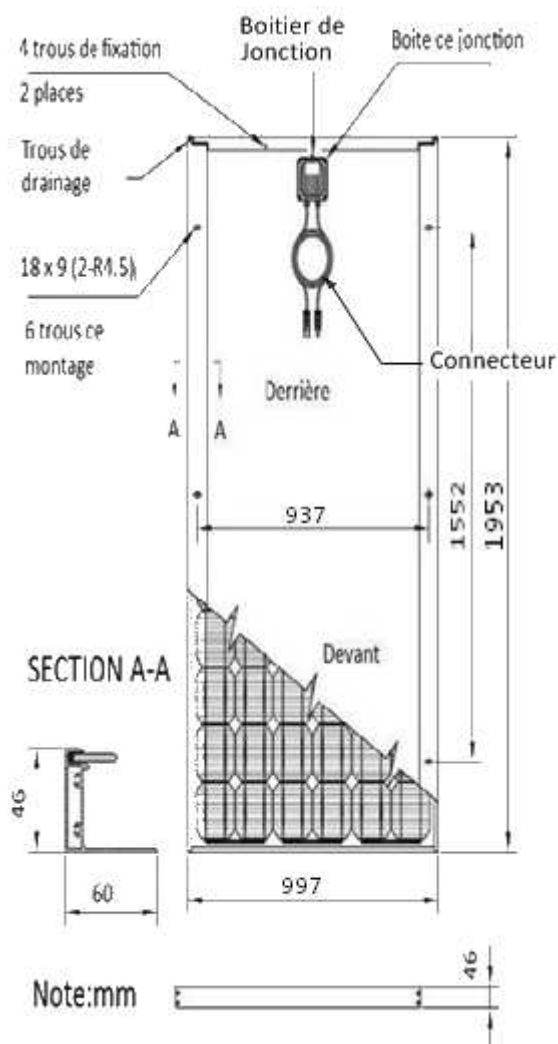 4 trous de fixation
2 places
Boitier de
Jonction
Boite ce jonction
Trous de
drainage
18 x 9 (2-R4.5)
6 trous ce
montage
Connecteur
Derrière
A
A
937
1552
1953
Devant
SECTION A-A
46
60
997
46
Note:mm